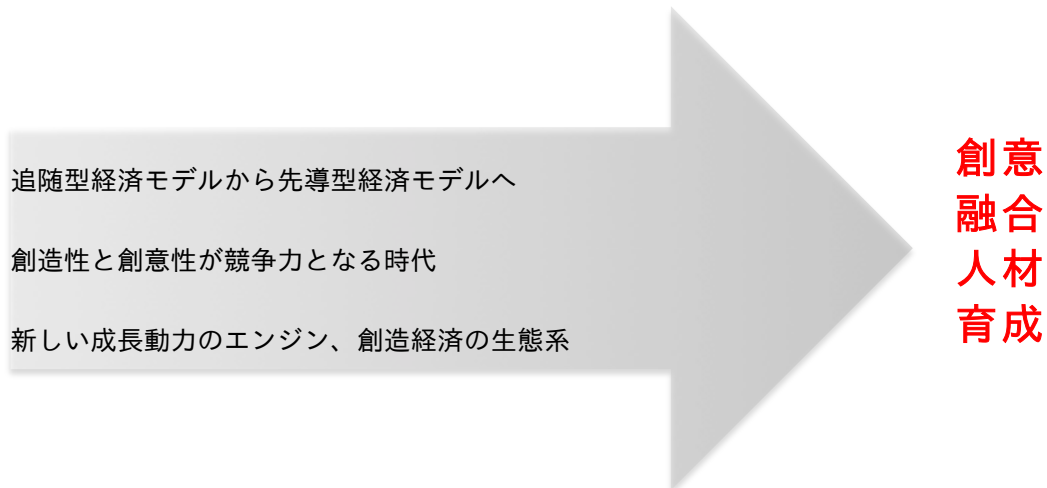 追随型経済モデルから先導型経済モデルへ
創造性と創意性が競争力となる時代
新しい成長動力のエンジン、創造経済の生態系
創意
融合
人材
育成